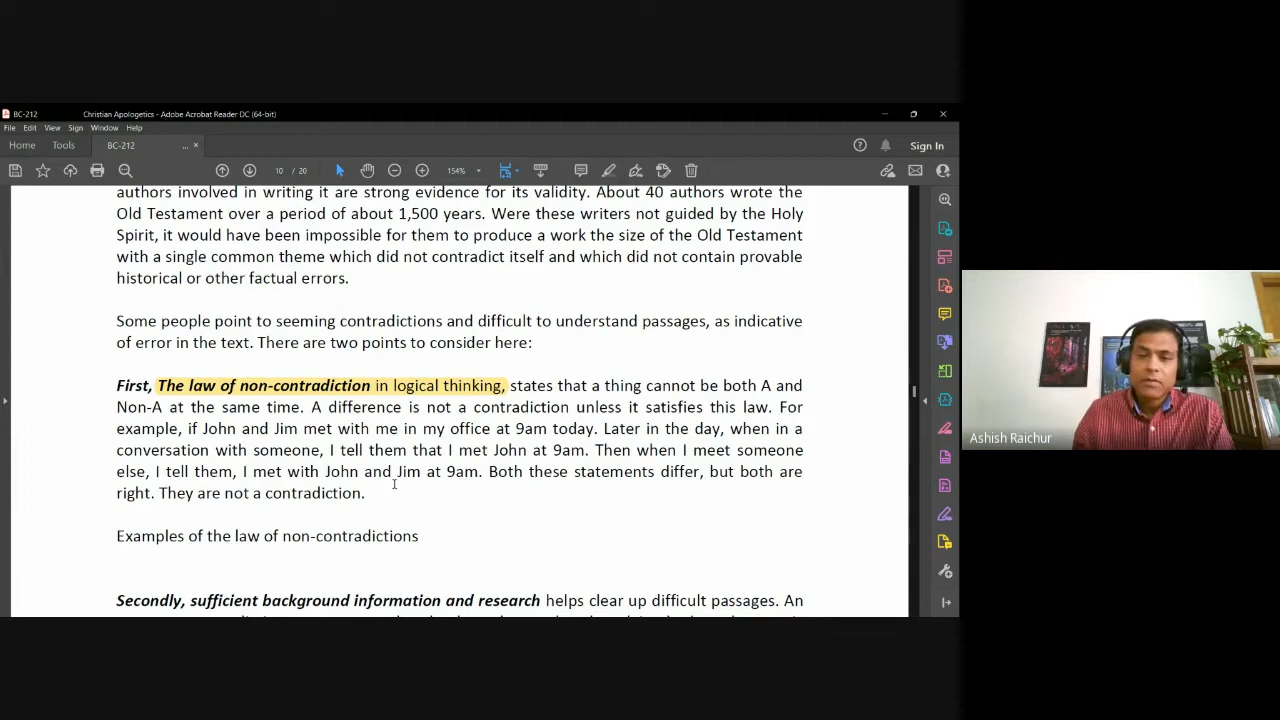 BC-212 Christian Apologetics - Adobe Acrobat Reader DC (64-bit)
File Edit View Sign Window Help
Home Tools BC-212 ... × Sign In
10 / 20 154%
authors involved in writing it are strong evidence for its validity. About 40 authors wrote the
Old Testament over a period of about 1,500 years. Were these writers not guided by the Holy
Spirit, it would have been impossible for them to produce a work the size of the Old Testament
with a single common theme which did not contradict itself and which did not contain provable
historical or other factual errors.
Some people point to seeming contradictions and difficult to understand passages, as indicative
of error in the text. There are two points to consider here:
First, The law of non-contradiction in logical thinking, states that a thing cannot be both A and
Non-A at the same time. A difference is not a contradiction unless it satisfies this law. For
example, if John and Jim met with me in my office at 9am today. Later in the day, when in a
conversation with someone, I tell them that I met John at 9am. Then when I meet someone
else, I tell them, I met with John and Jim at 9am. Both these statements differ, but both are
right. They are not a contradiction.
Examples of the law of non-contradictions
Secondly, sufficient background information and research helps clear up difficult passages. An
Ashish Raichur